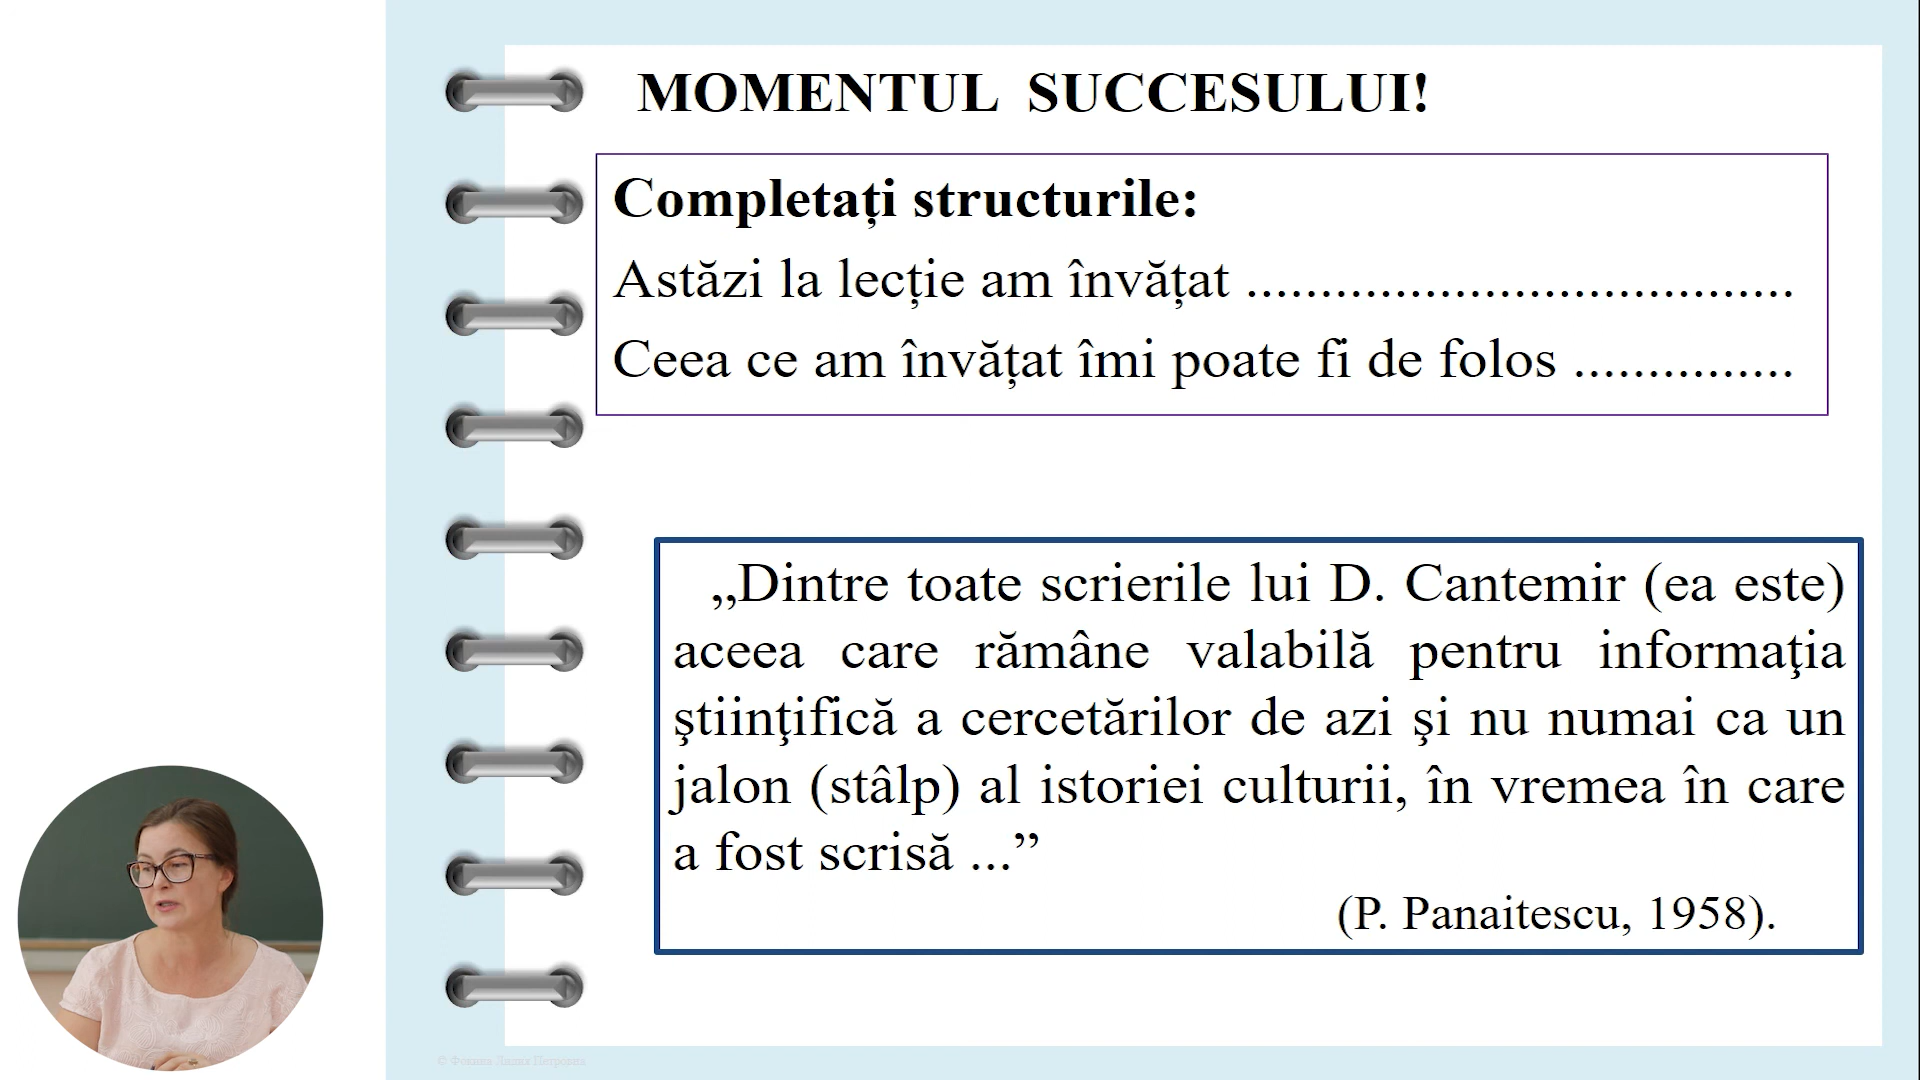 MOMENTUL SUCCESULUI!
Completați structurile:
Astăzi la lecție am învățat .....................................
Ceea ce am învățat îmi poate fi de folos ...............
„Dintre toate scrierile lui D. Cantemir (ea este)
aceea care rămâne valabilă pentru informaţia
ştiinţifică a cercetărilor de azi şi nu numai ca un
jalon (stâlp) al istoriei culturii, în vremea în care
a fost scrisă ...”
(P. Panaitescu, 1958).